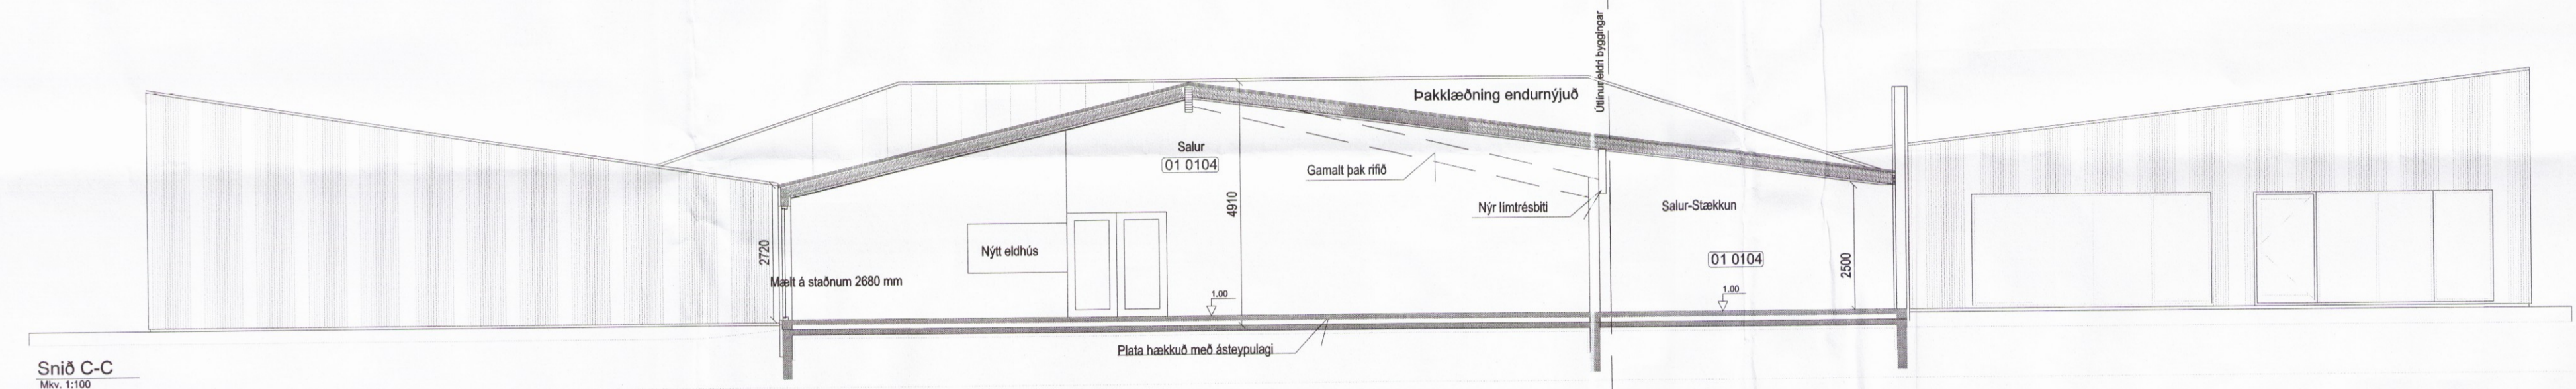 Útlínur eldri byggingar
Þakklæðning endurnýjuð
Salur
01 0104
Gamalt þak rifið
4910
Nýr límtrésbiti
Salur-Stækkun
2720
Nýtt eldhús
01 0104
2500
Mælt á staðnum 2680 mm
1.00
1.00
Plata hækkuð með ásteypulagi
Snið C-C
Mkv. 1:100